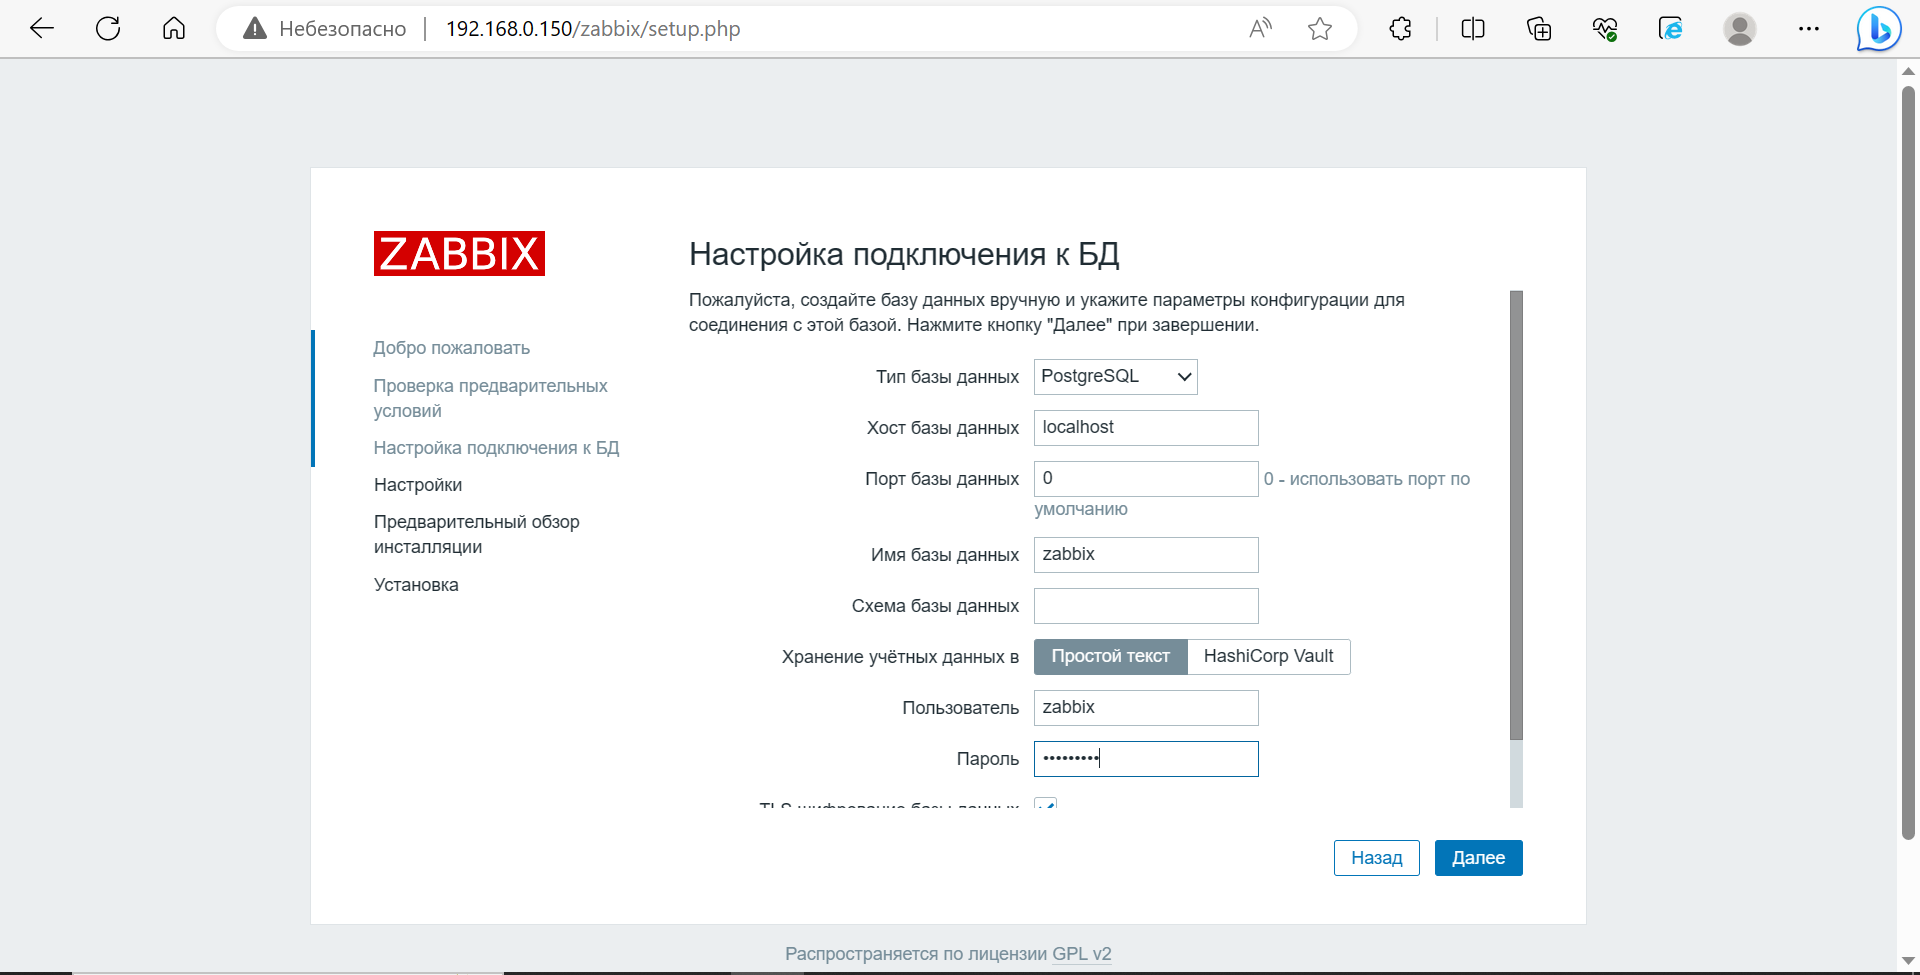 Небезопасно
192.168.0.150/zabbix/setup.php
ZABBIX
Добро пожаловать
Проверка предварительных
условий
Настройка подключения к БД
Настройки
Предварительный обзор
инсталляции
Установка
Настройка подключения к БД
Пожалуйста, создайте базу данных вручную и укажите параметры конфигурации для
соединения с этой базой. Нажмите кнопку "Далее" при завершении.
Тип базы данных PostgreSQL
Хост базы данных localhost
Порт базы данных 0 0 - использовать порт по
умолчанию
Имя базы данных zabbix
Схема базы данных
Хранение учётных данных в Простой текст HashiCorp Vault
Пользователь zabbix
Пароль •••••••••
TLS шифрование базы данных
Назад Далее
Распространяется по лицензии GPL v2